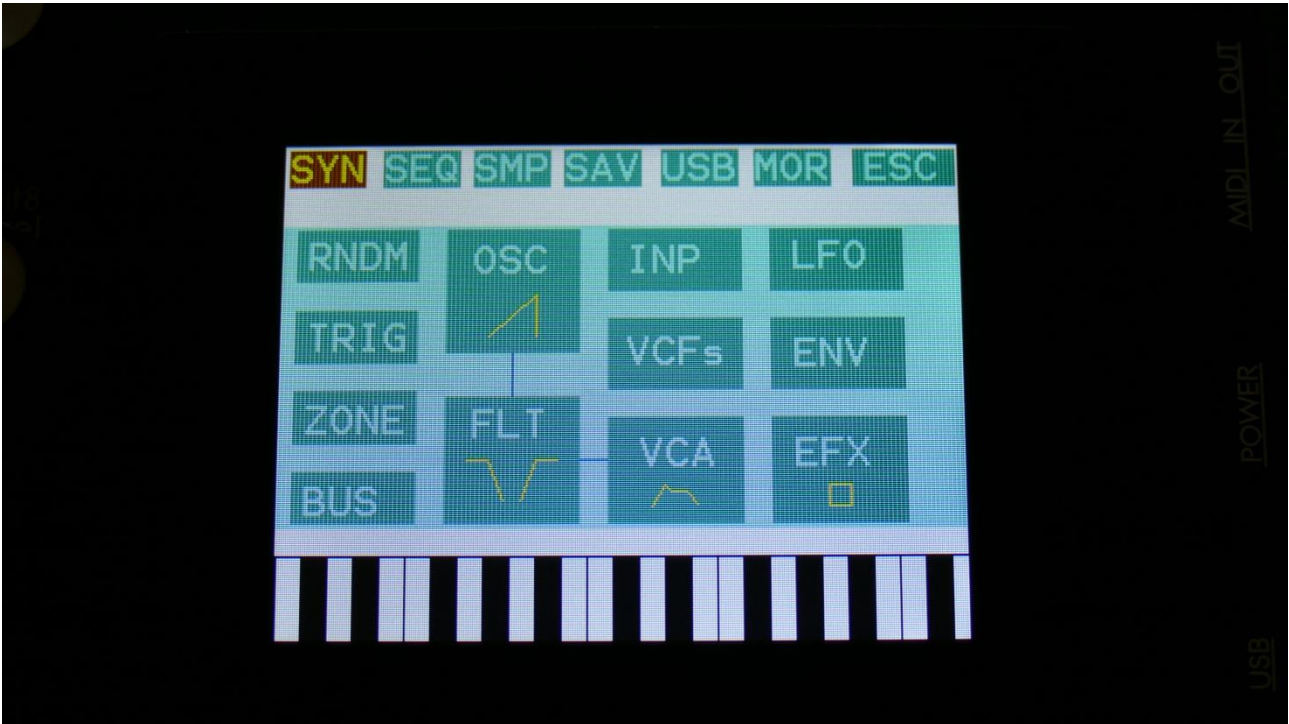 SYN SEQ SMP SAV USB MOR ESC
RNDM OSC INP LFO
TRIG VCFs ENV
ZONE FLT VCA EFX
BUS
MIDI IN OUT
POWER
USB